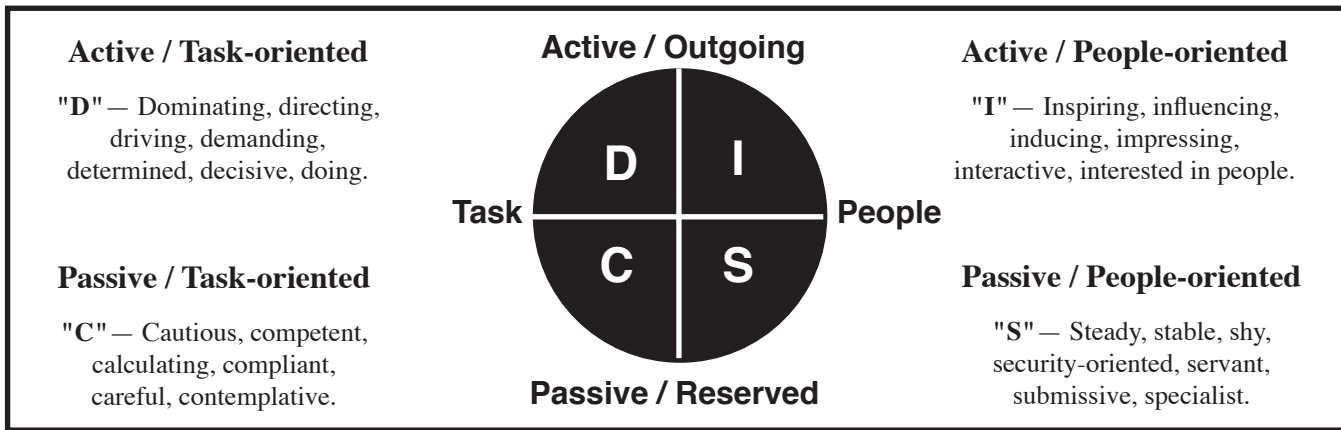 Active / Task-oriented
"D"— Dominating, directing,
driving, demanding,
determined, decisive, doing.
Passive / Task-oriented
"C"— Cautious, competent,
calculating, compliant,
careful, contemplative.
Active / Outgoing
D
I
Task
People
C
S
Passive / Reserved
Active / People-oriented
"I"— Inspiring, influencing,
inducing, impressing,
interactive, interested in people.
Passive / People-oriented
"S"— Steady, stable, shy,
security-oriented, servant,
submissive, specialist.